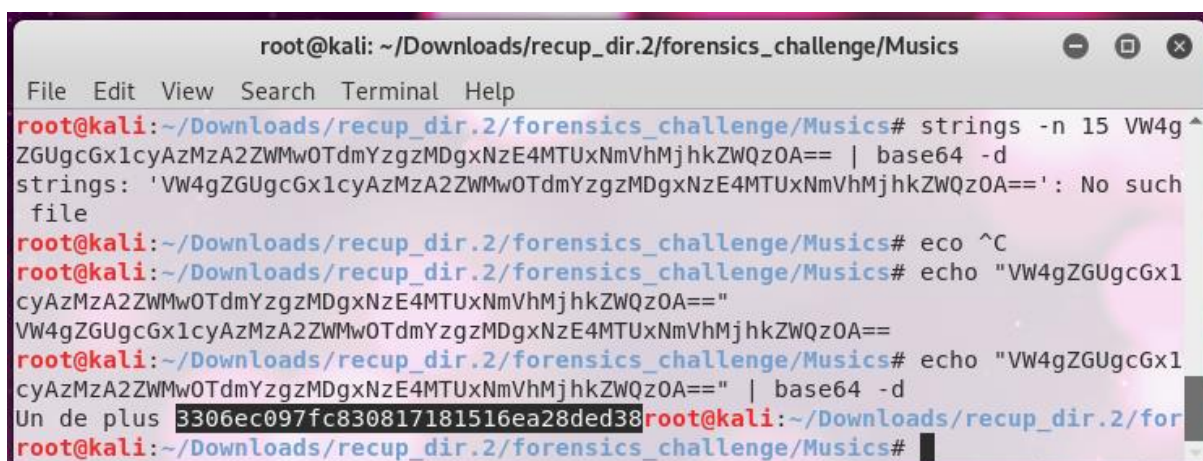 root@kali: ~/Downloads/recup_dir.2/forensics_challenge/Musics
File Edit View Search Terminal Help
root@kali:~/Downloads/recup_dir.2/forensics_challenge/Musics# strings -n 15 VW4g
ZGUgcGx1cyAzMzA2ZWMwOTdmYzgzMDgxNzE4MTUxNmVhMjhkZWQzOA== | base64 -d
strings: 'VW4gZGUgcGx1cyAzMzA2ZWMwOTdmYzgzMDgxNzE4MTUxNmVhMjhkZWQzOA==': No such
file
root@kali:~/Downloads/recup_dir.2/forensics_challenge/Musics# eco ^C
root@kali:~/Downloads/recup_dir.2/forensics_challenge/Musics# echo "VW4gZGUgcGx1
cyAzMzA2ZWMwOTdmYzgzMDgxNzE4MTUxNmVhMjhkZWQzOA=="
VW4gZGUgcGx1cyAzMzA2ZWMwOTdmYzgzMDgxNzE4MTUxNmVhMjhkZWQzOA==
root@kali:~/Downloads/recup_dir.2/forensics_challenge/Musics# echo "VW4gZGUgcGx1
cyAzMzA2ZWMwOTdmYzgzMDgxNzE4MTUxNmVhMjhkZWQzOA==" | base64 -d
Un de plus 3306ec097fc830817181516ea28ded38root@kali:~/Downloads/recup_dir.2/for
root@kali:~/Downloads/recup_dir.2/forensics_challenge/Musics#